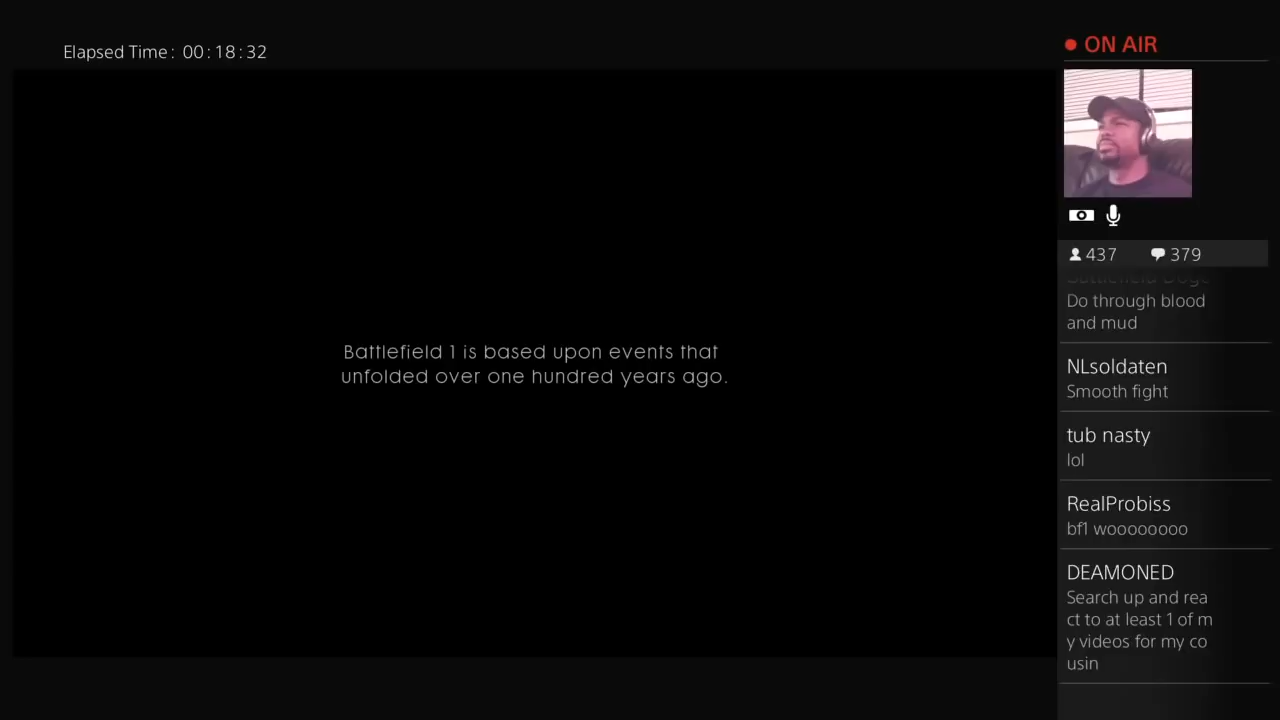 Elapsed Time: 00:18:32
ON AIR
437 379
Do through blood
and mud
NLsoldaten
Smooth fight
tub nasty
lol
RealProbiss
bf1 woooooooo
DEAMONED
Search up and rea
ct to at least 1 of m
y videos for my co
usin
Battlefield 1 is based upon events that
unfolded over one hundred years ago.